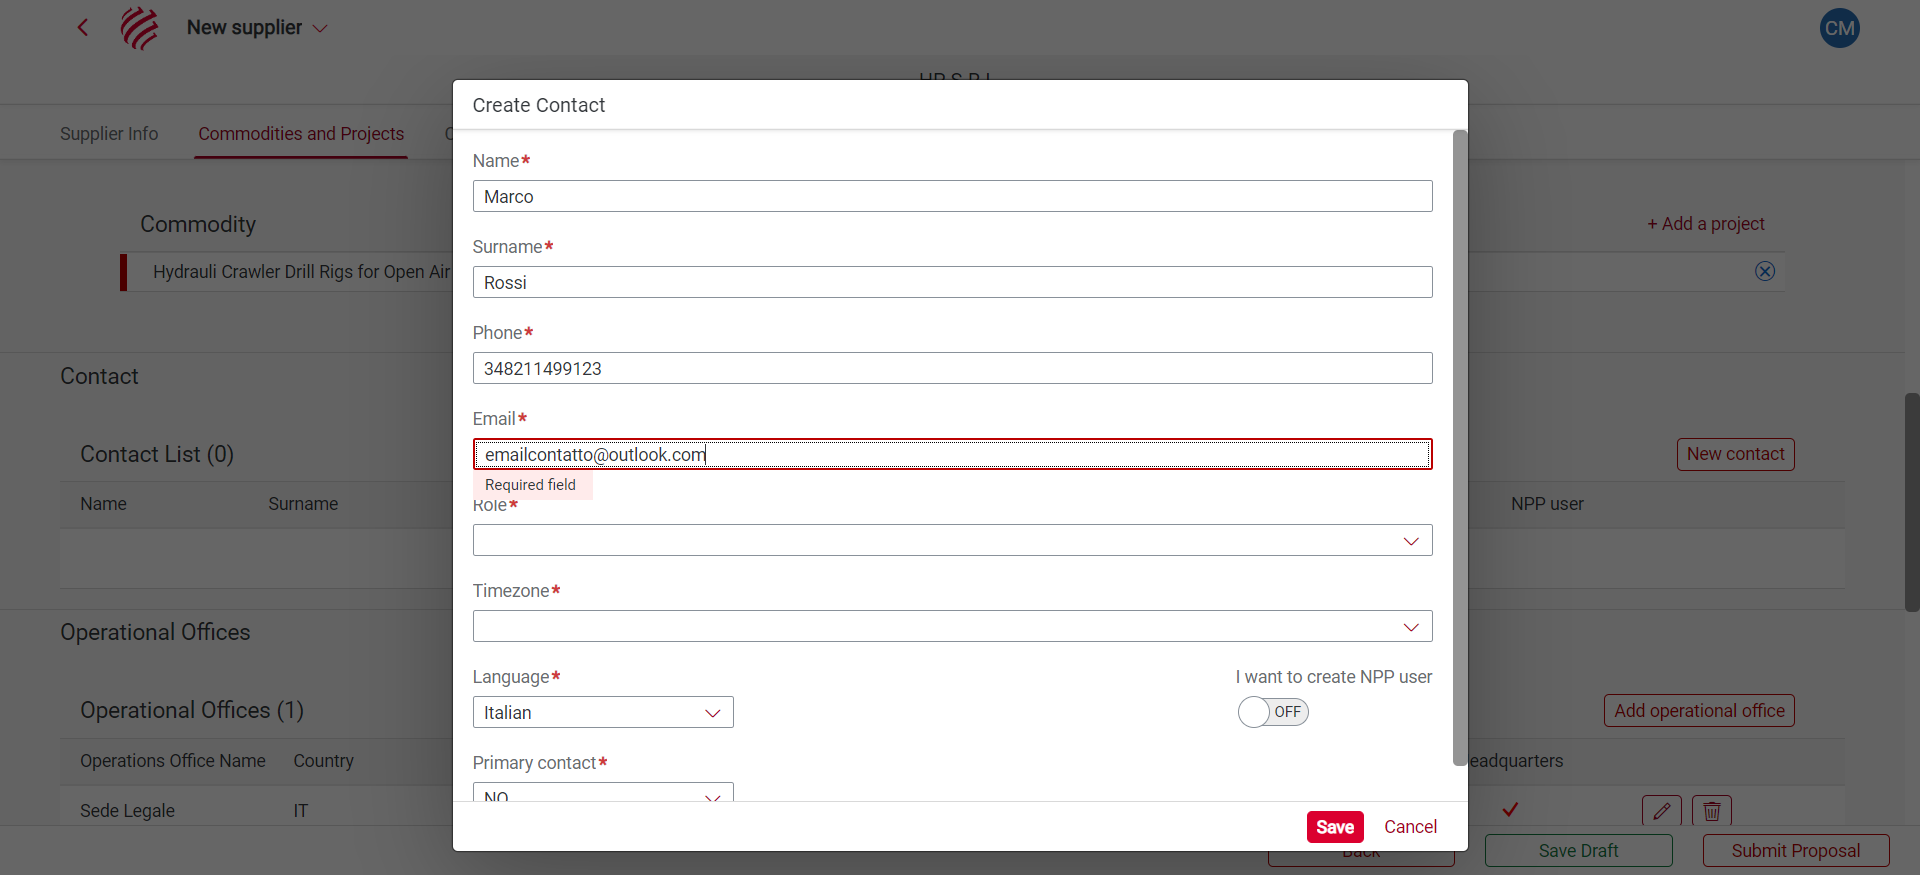 New supplier
CM
Create Contact
Supplier Info
Commodities and Projects
Name*
Marco
Commodity
+ Add a project
Surname*
Hydrauli Crawler Drill Rigs for Open Air
Rossi
Phone*
348211499123
Contact
Email*
emailcontatto@outlook.com
Required field
Contact List (0)
New contact
Name
Surname
NPP user
Role*
Timezone*
Operational Offices
Language*
Italian
I want to create NPP user
OFF
Operational Offices (1)
Add operational office
Operations Office Name
Country
eadquarters
Primary contact*
NO
Sede Legale
IT
Save
Cancel
Back
Save Draft
Submit Proposal